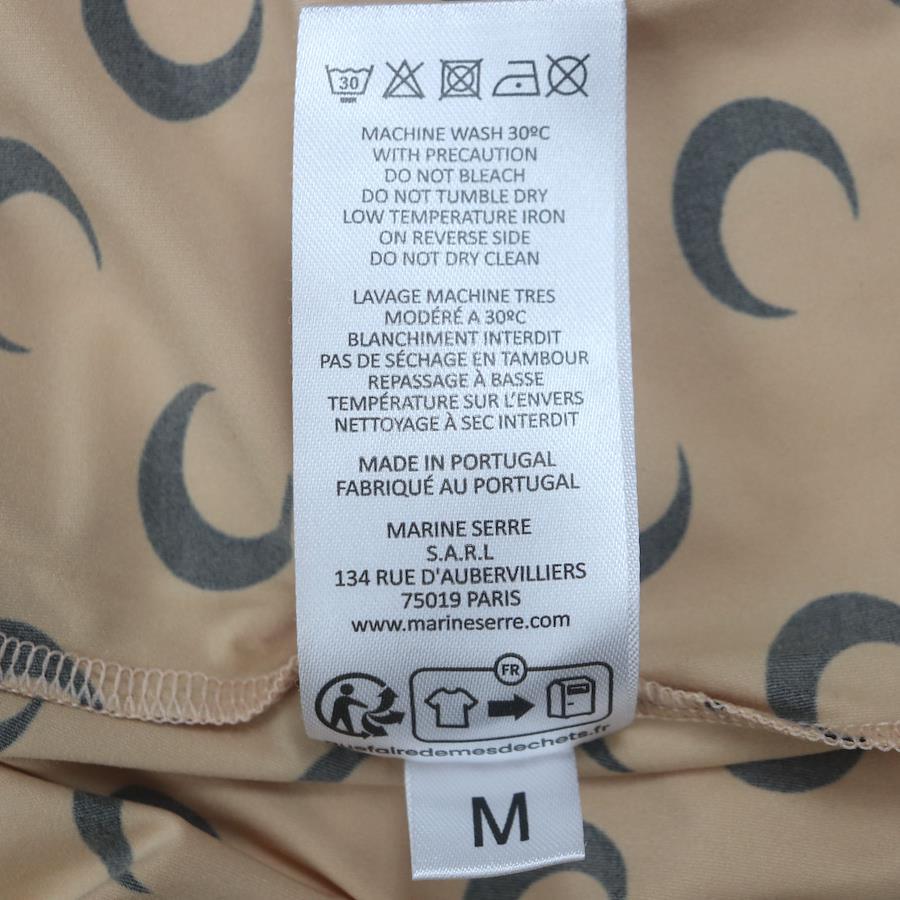 30
MACHINE WASH 30ºC
WITH PRECAUTION
DO NOT BLEACH
DO NOT TUMBLE DRY
LOW TEMPERATURE IRON
ON REVERSE SIDE
DO NOT DRY CLEAN
LAVAGE MACHINE TRES
MODÉRÉ A 30ºC
BLANCHIMENT INTERDIT
PAS DE SÉCHAGE EN TAMBOUR
REPASSAGE À BASSE
TEMPÉRATURE SUR L'ENVERS
NETTOYAGE À SEC INTERDIT
MADE IN PORTUGAL
FABRIQUÉ AU PORTUGAL
MARINE SERRE
S.A.R.L
134 RUE D'AUBERVILLIERS
75019 PARIS
www.marineserre.com
FR
quefairedemesdechets.fr
M